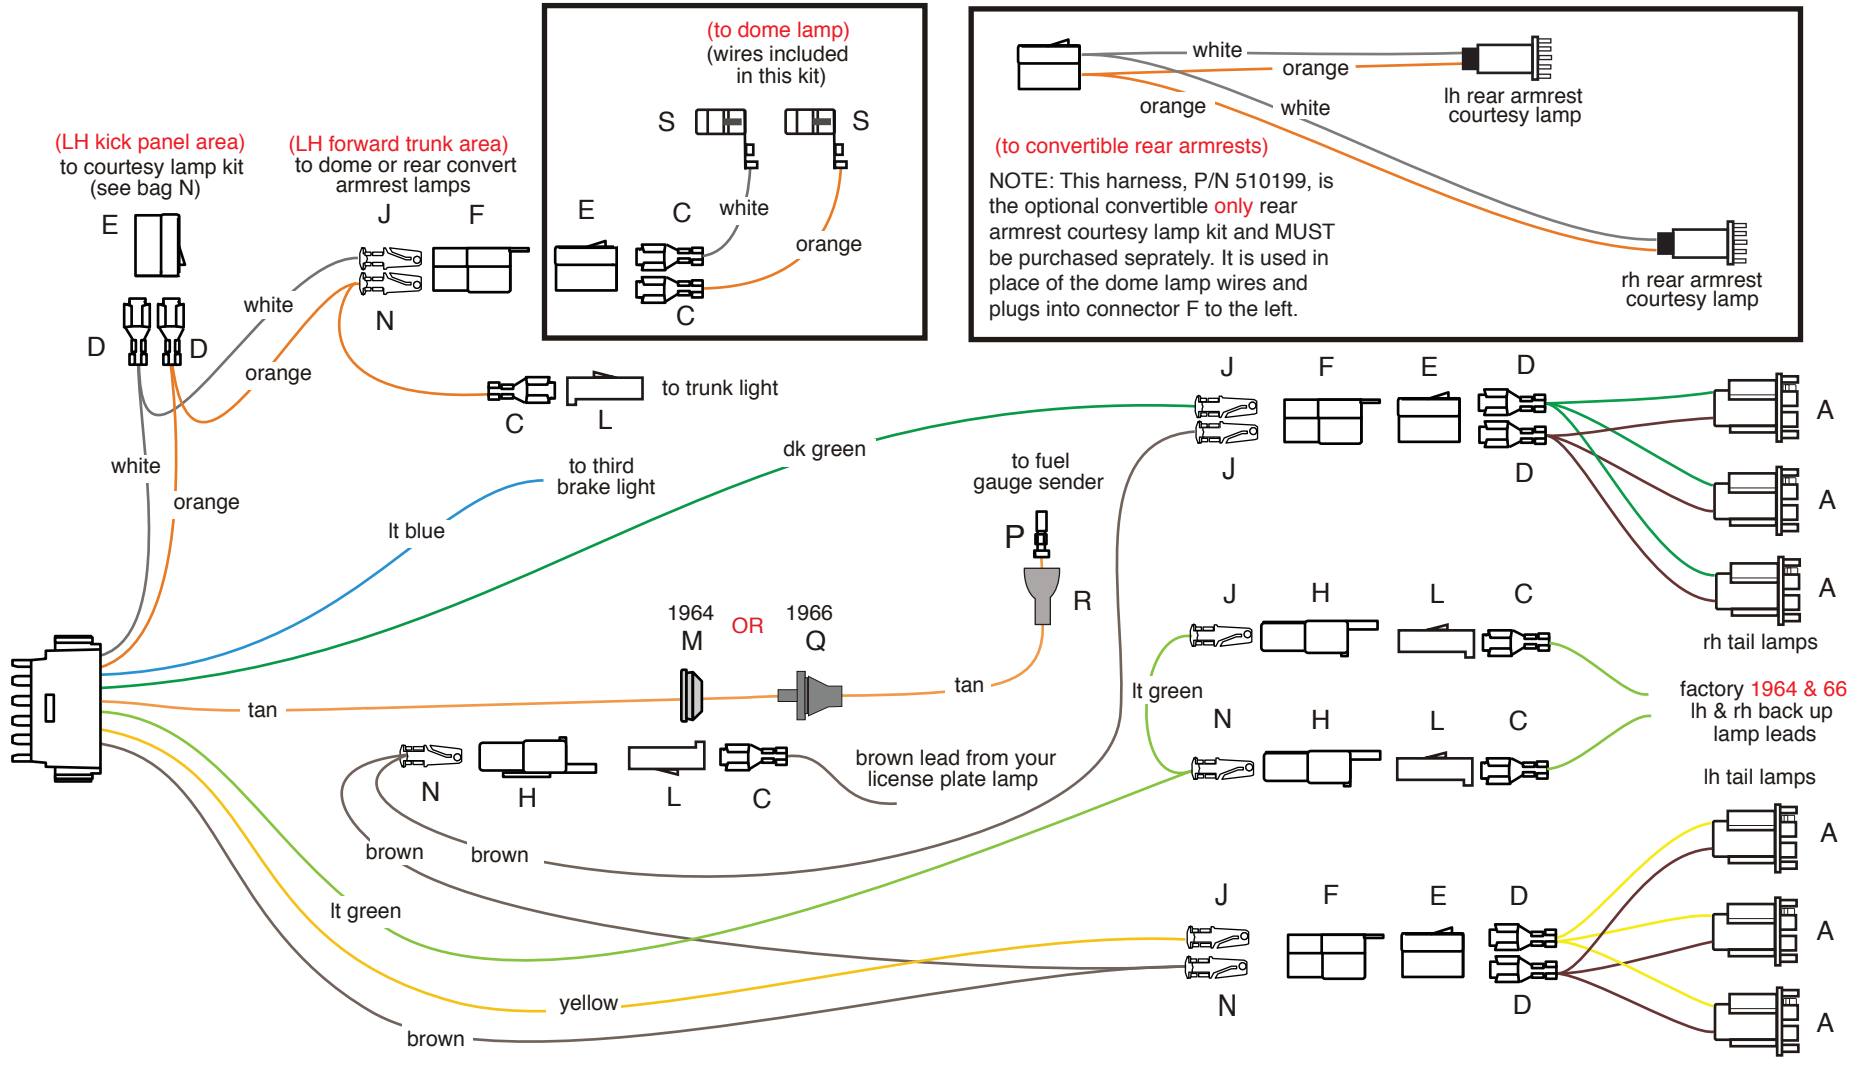 (to dome lamp)
(wires included
in this kit)
S
S
white
orange
E
C
C
white
orange
orange
white
lh rear armrest
courtesy lamp
(to convertible rear armrests)
NOTE: This harness, P/N 510199, is
the optional convertible only rear
armrest courtesy lamp kit and MUST
be purchased seprately. It is used in
place of the dome lamp wires and
plugs into connector F to the left.
rh rear armrest
courtesy lamp
(LH kick panel area)
to courtesy lamp kit
(see bag N)
E
D
D
(LH forward trunk area)
to dome or rear convert
armrest lamps
J
F
N
white
orange
C
L
to trunk light
white
orange
to third
brake light
lt blue
dk green
to fuel
gauge sender
P
R
1964
M
OR
1966
Q
tan
tan
J
F
E
D
J
D
A
A
A
rh tail lamps
J
H
L
C
lt green
N
H
L
C
factory 1964 & 66
lh & rh back up
lamp leads
lh tail lamps
N
H
L
C
brown lead from your
license plate lamp
brown
brown
lt green
yellow
brown
J
F
E
D
N
D
A
A
A